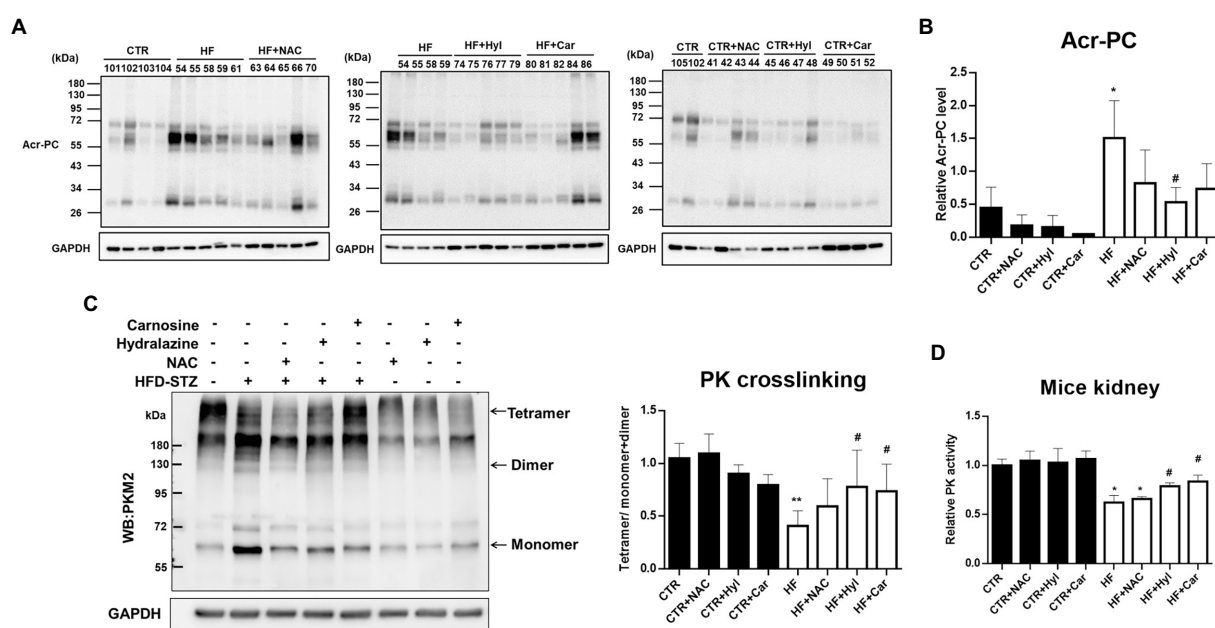 A
(kDa)
CTR HF HF+NAC
101 102 103 104 54 55 58 59 61 63 64 65 66 70
180
130
95
72
Acr-PC
55
43
34
26
GAPDH
(kDa)
HF HF+Hyl HF+Car
54 55 58 59 74 75 76 77 79 80 81 82 84 86
180
130
95
72
55
43
34
26
GAPDH
(kDa)
CTR CTR+NAC CTR+Hyl CTR+Car
105 102 41 42 43 44 45 46 47 48 49 50 51 52
180
130
95
72
55
43
34
26
GAPDH
B
Acr-PC
Relative Acr-PC level
2.0
1.5
1.0
0.5
0.0
*
#
CTR
CTR+NAC
CTR+Hyl
CTR+Car
HF
HF+NAC
HF+Hyl
HF+Car
C
Carnosine - - - - + - - +
Hydralazine - - - + - - + -
NAC - - + - - + - -
HFD-STZ - + + + + - - -
kDa
180
130
95
72
55
WB:PKM2
Tetramer
Dimer
Monomer
GAPDH
PK crosslinking
Tetramer/ monomer+dimer
1.5
1.0
0.5
0.0
**
#
#
CTR
CTR+NAC
CTR+Hyl
CTR+Car
HF
HF+NAC
HF+Hyl
HF+Car
D
Mice kidney
Relative PK activity
1.5
1.0
0.5
0.0
*
*
#
#
CTR
CTR+NAC
CTR+Hyl
CTR+Car
HF
HF+NAC
HF+Hyl
HF+Car